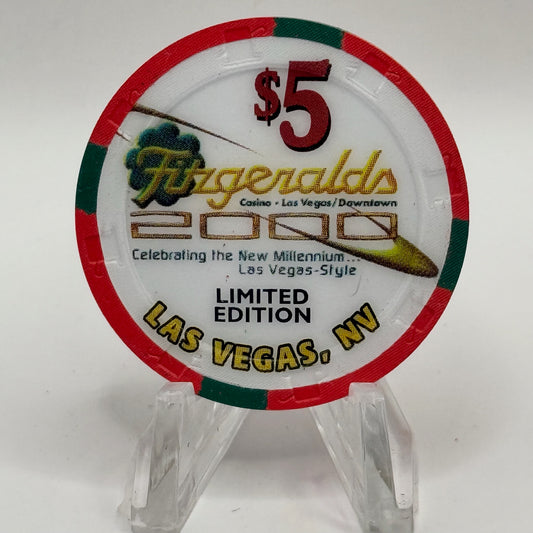 $5
Fitzgeralds
Casino • Las Vegas/Downtown
2000
Celebrating the New Millennium...
Las Vegas-Style
LIMITED
EDITION
LAS VEGAS, NV